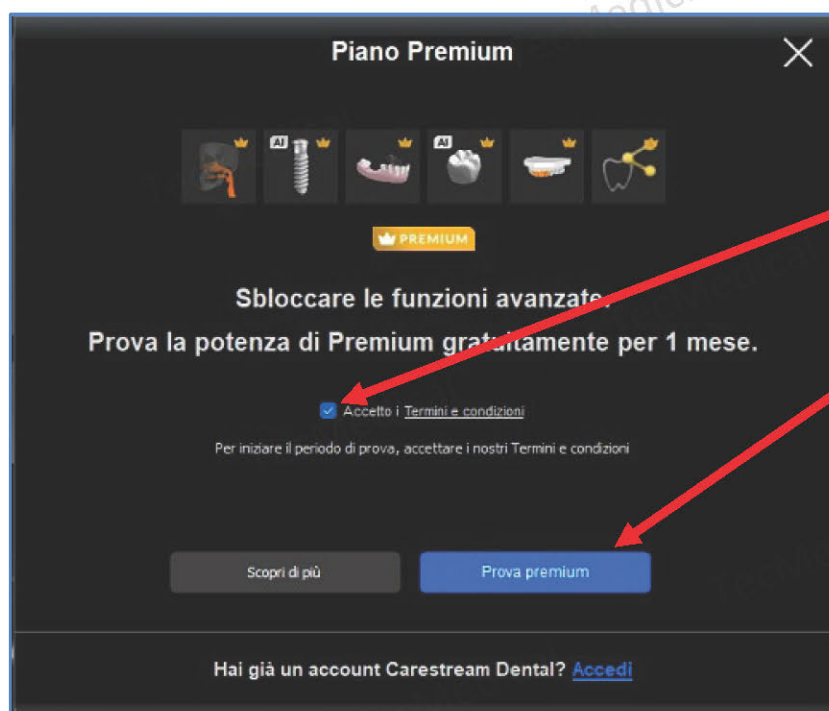 Piano Premium
AI
AI
PREMIUM
Sbloccare le funzioni avanzate.
Prova la potenza di Premium gratuitamente per 1 mese.
Accetto i Termini e condizioni
Per iniziare il periodo di prova, accettare i nostri Termini e condizioni
Scopri di più
Prova premium
Hai già un account Carestream Dental? Accedi